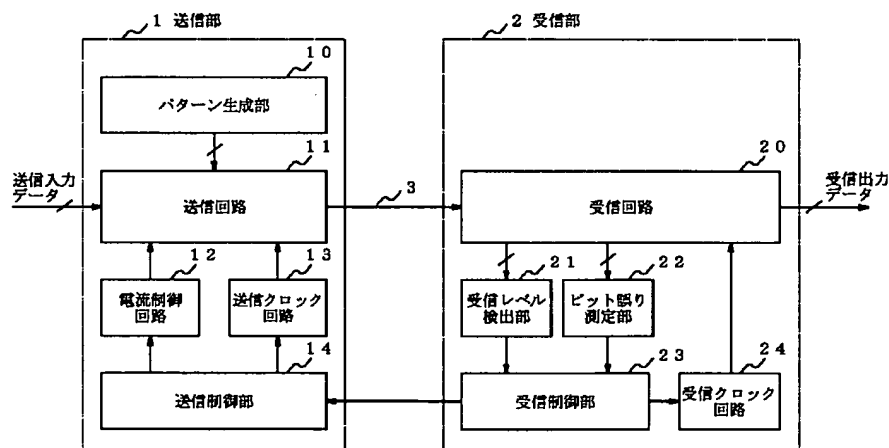 1 送信部
2 受信部
10
パターン生成部
11
送信入力
データ
送信回路
3
20
受信回路
受信出力
データ
12
電流制御
回路
13
送信クロック
回路
21
受信レベル
検出部
22
ビット誤り
測定部
14
送信制御部
23
受信制御部
24
受信クロック
回路